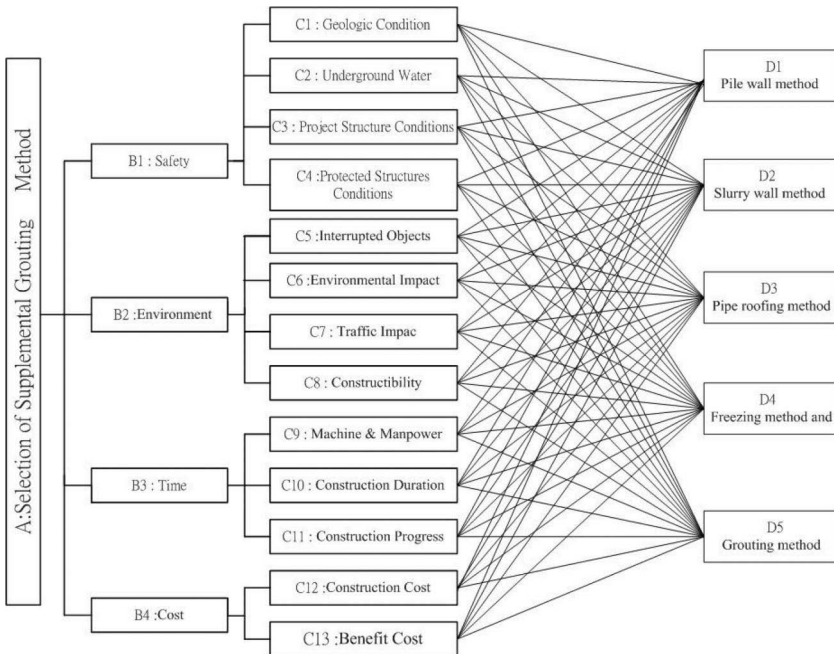 A:Selection of Supplemental Grouting Method
B1 : Safety
B2 :Environment
B3 : Time
B4 :Cost
C1 : Geologic Condition
C2 : Underground Water
C3 : Project Structure Conditions
C4 :Protected Structures
Conditions
C5 :Interrupted Objects
C6 :Environmental Impact
C7 : Traffic Impac
C8 : Constructibility
C9 : Machine & Manpower
C10 : Construction Duration
C11 : Construction Progress
C12 :Construction Cost
C13 :Benefit Cost
D1
Pile wall method
D2
Slurry wall method
D3
Pipe roofing method
D4
Freezing method and
D5
Grouting method